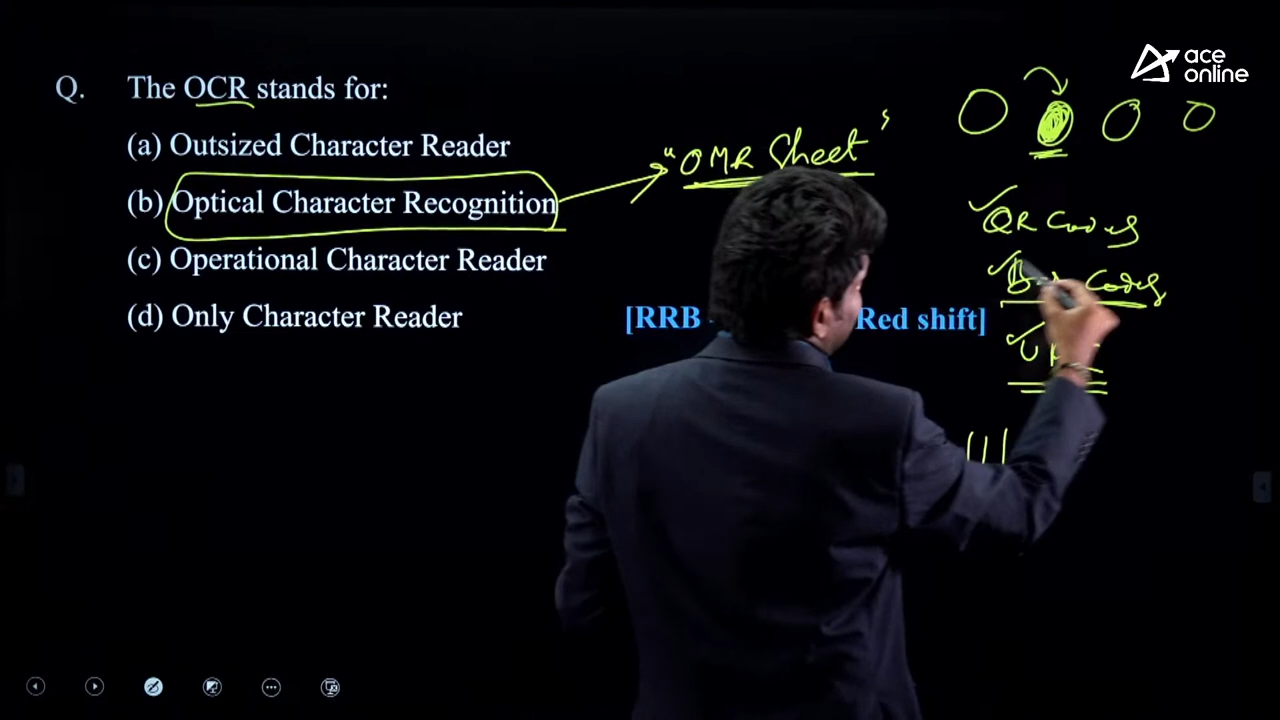 ace
online
Q. The OCR stands for:
(a) Outsized Character Reader
"OMR Sheet"
(b) Optical Character Recognition
QR Codes
(c) Operational Character Reader
Bar Codes
(d) Only Character Reader
[RRB Red shift]